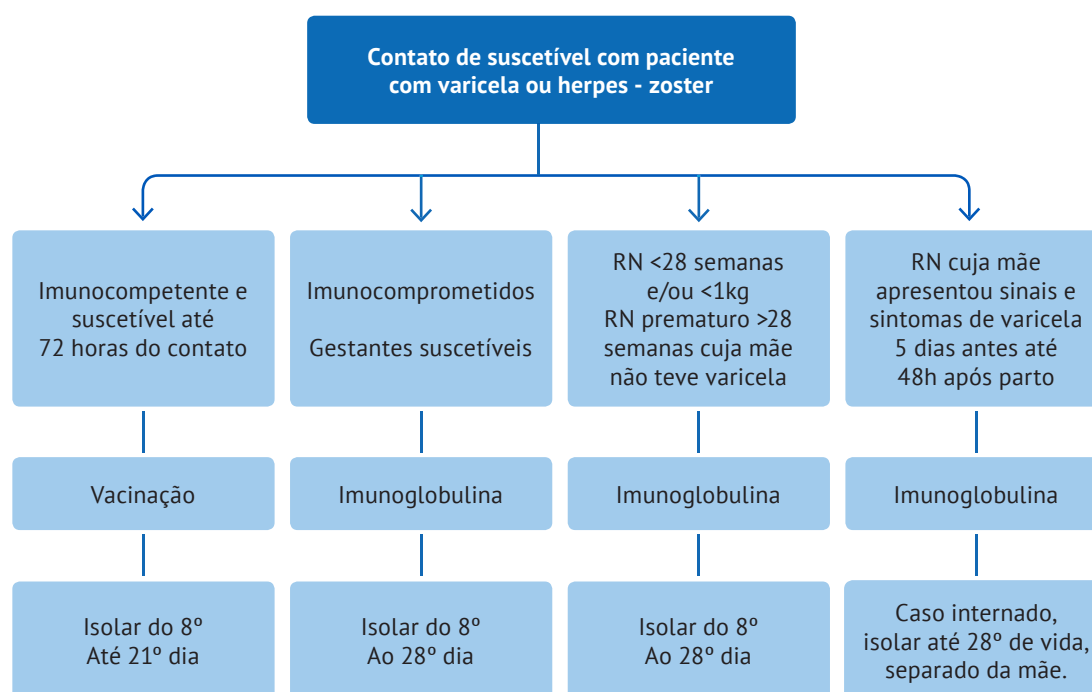 Contato de suscetível com paciente
com varicela ou herpes - zoster
Imunocompetente e
suscetível até
72 horas do contato
Imunocomprometidos
Gestantes suscetíveis
RN <28 semanas
e/ou <1kg
RN prematuro >28
semanas cuja mãe
não teve varicela
RN cuja mãe
apresentou sinais e
sintomas de varicela
5 dias antes até
48h após parto
Vacinação
Imunoglobulina
Imunoglobulina
Imunoglobulina
Isolar do 8º
Até 21º dia
Isolar do 8º
Ao 28º dia
Isolar do 8º
Ao 28º dia
Caso internado,
isolar até 28º de vida,
separado da mãe.